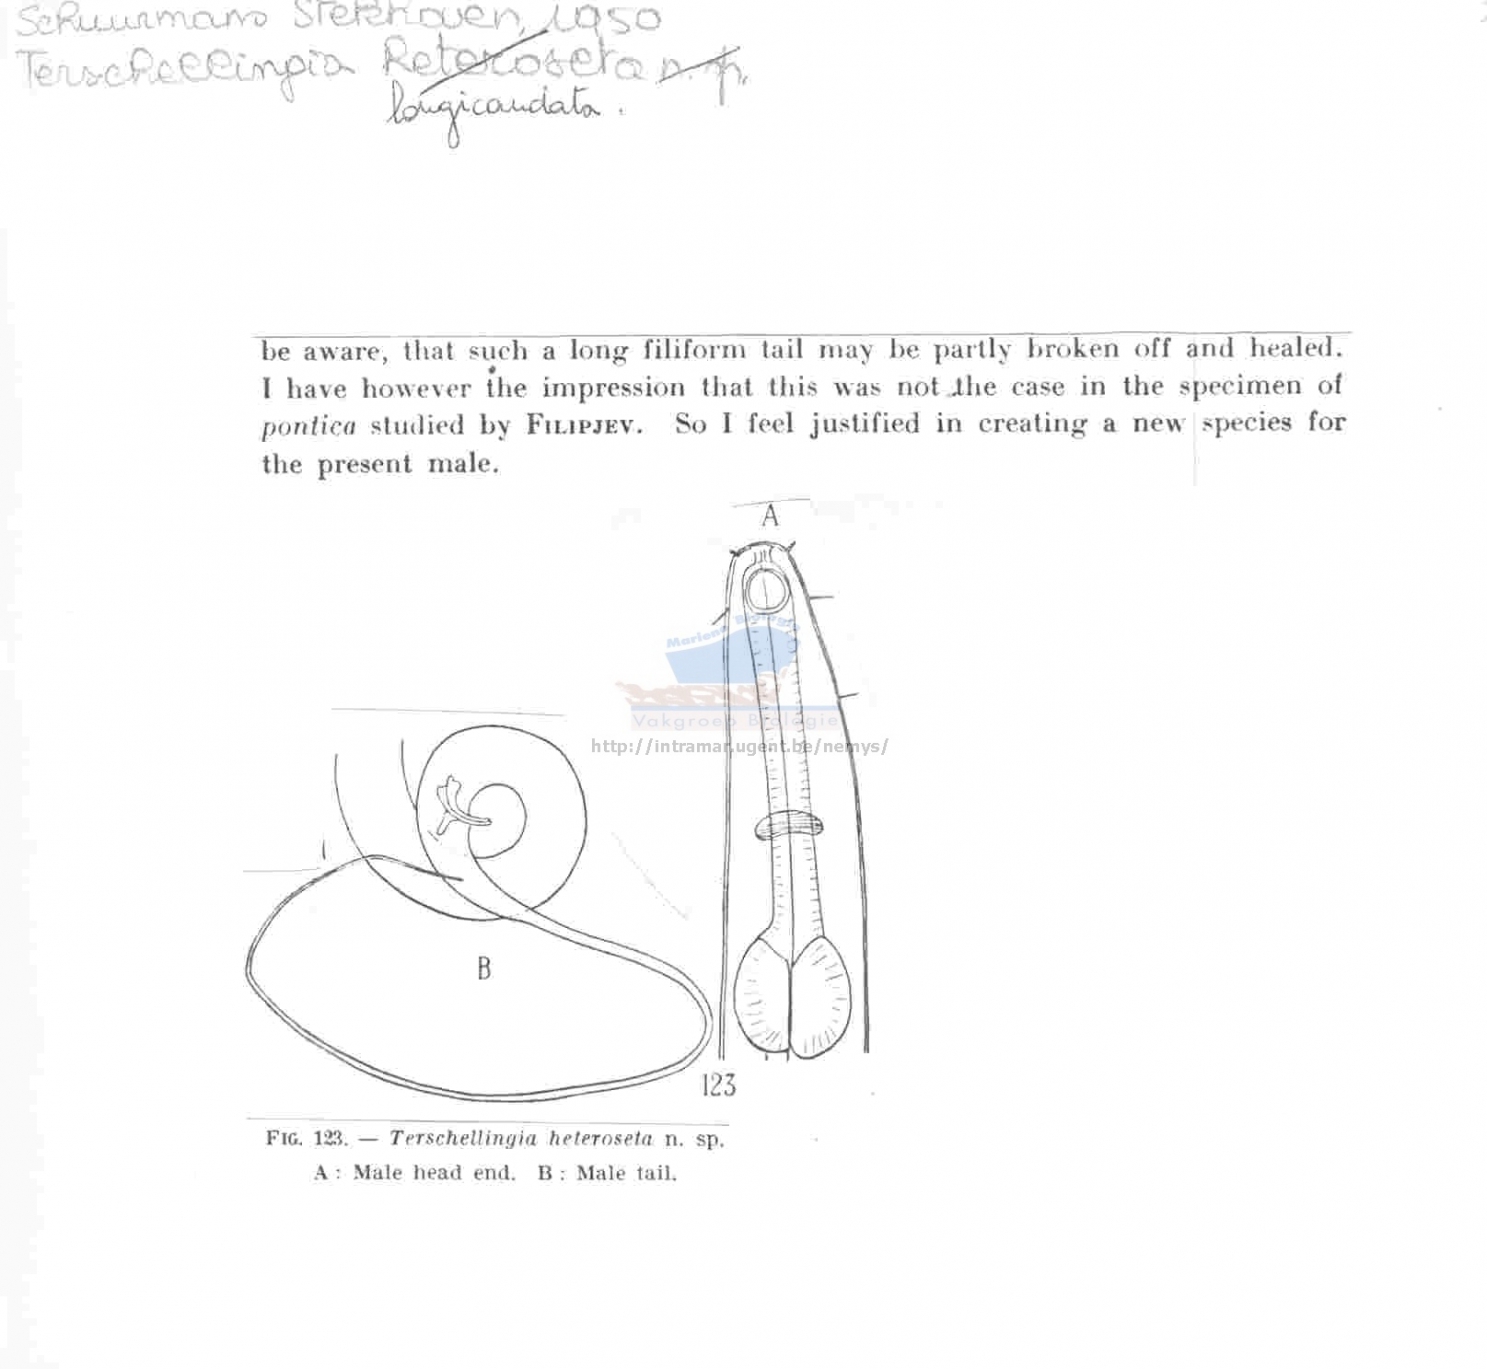 Schuurmans Stekhoven, 1950
Terschellingia heteroseta n. sp.
longicaudata.
be aware, that such a long filiform tail may be partly broken off and healed.
I have however the impression that this was not the case in the specimen of
pontica studied by FILIPJEV. So I feel justified in creating a new species for
the present male.
A
Mariene Biologie
Vakgroep Biologie
http://intramar.ugent.be/nemys/
B
123
FIG. 123. — Terschellingia heteroseta n. sp.
A : Male head end. B : Male tail.